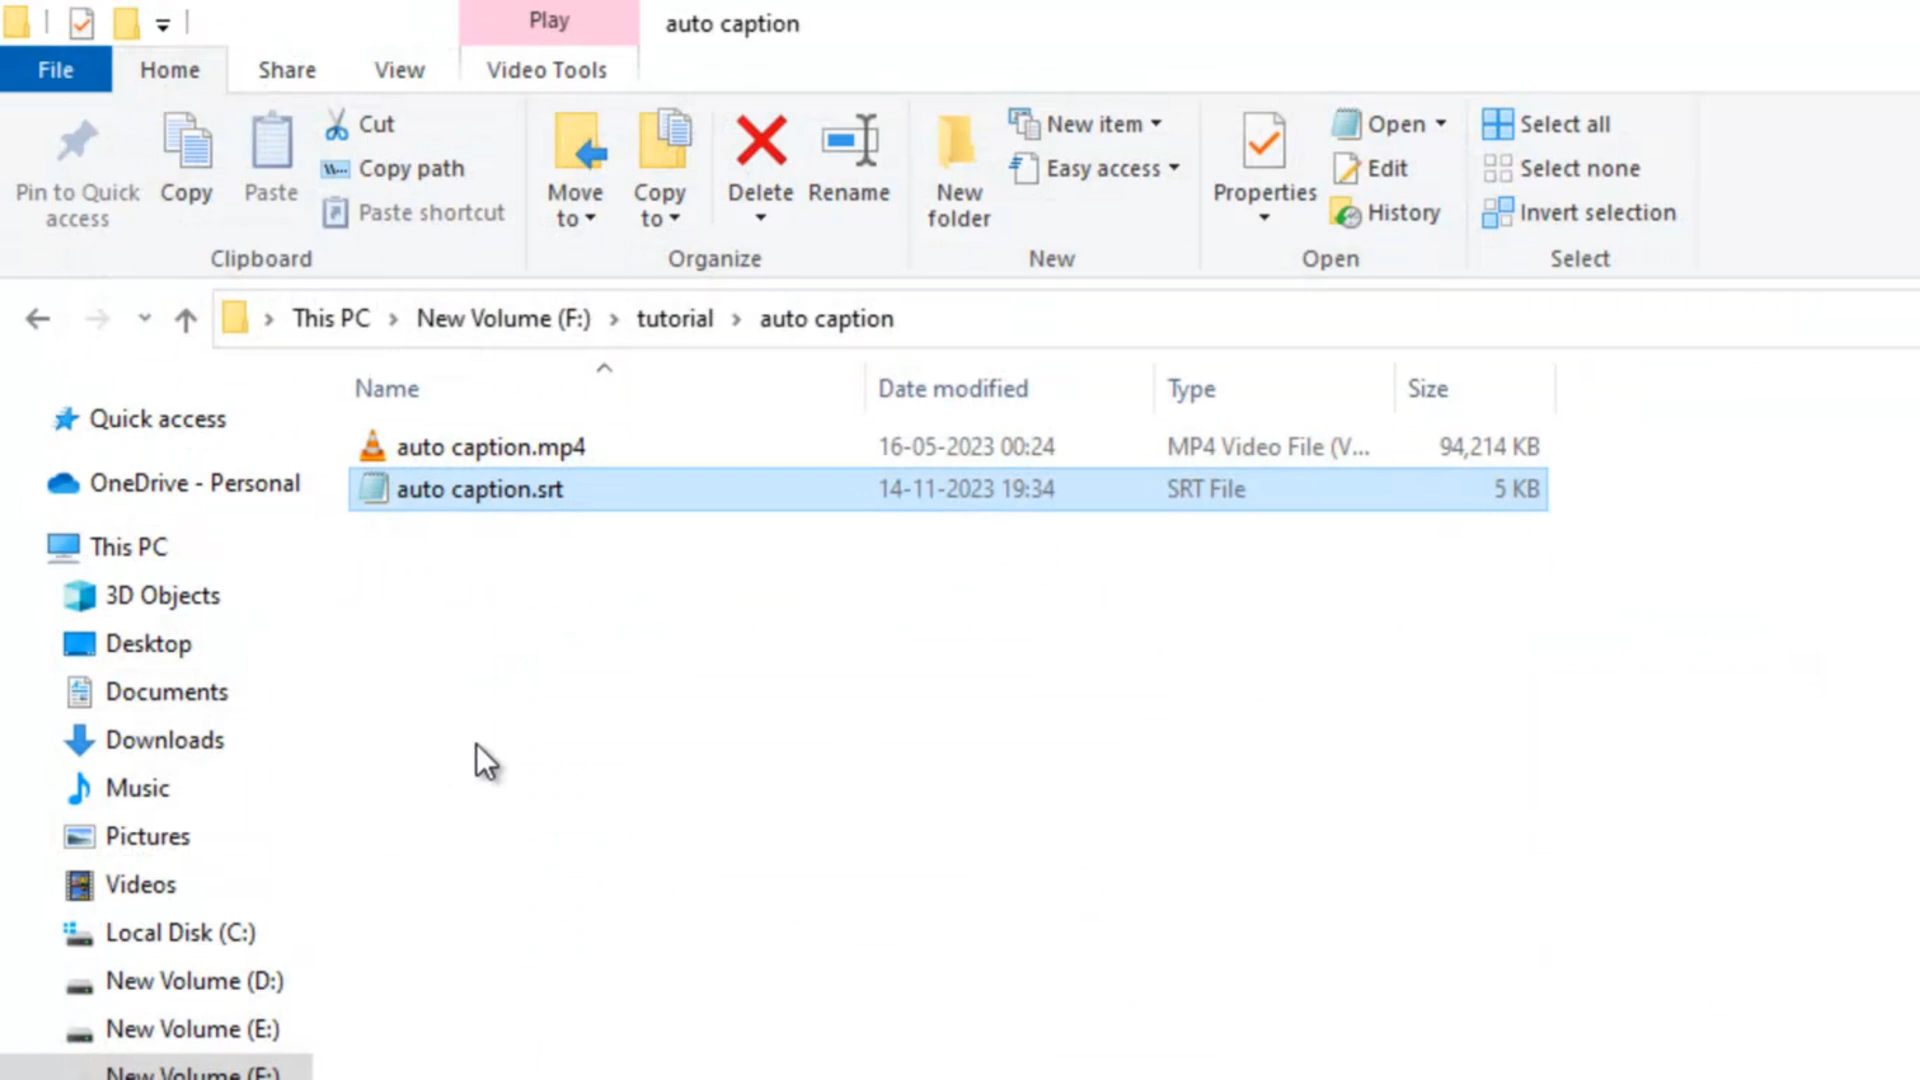 Play
auto caption
File
Home
Share
View
Video Tools
Pin to Quick
access
Copy
Paste
Cut
Copy path
Paste shortcut
Clipboard
Move
to
Copy
to
Delete
Rename
Organize
New
folder
New item
Easy access
New
Properties
Open
Edit
History
Open
Select all
Select none
Invert selection
Select
This PC
New Volume (F:)
tutorial
auto caption
Name
Date modified
Type
Size
auto caption.mp4
16-05-2023 00:24
MP4 Video File (V...
94,214 KB
auto caption.srt
14-11-2023 19:34
SRT File
5 KB
Quick access
OneDrive - Personal
This PC
3D Objects
Desktop
Documents
Downloads
Music
Pictures
Videos
Local Disk (C:)
New Volume (D:)
New Volume (E:)
New Volume (F:)